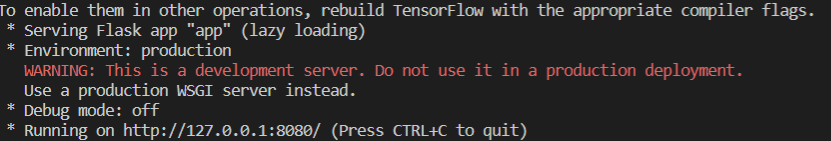 To enable them in other operations, rebuild TensorFlow with the appropriate compiler flags.
* Serving Flask app "app" (lazy loading)
* Environment: production
WARNING: This is a development server. Do not use it in a production deployment.
Use a production WSGI server instead.
* Debug mode: off
* Running on http://127.0.0.1:8080/ (Press CTRL+C to quit)